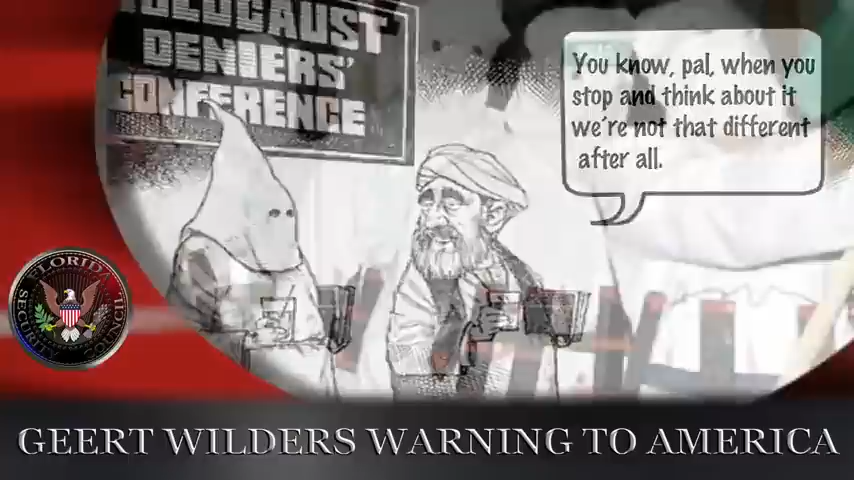 HOLOCAUST
DENIERS'
CONFERENCE
You know, pal, when you
stop and think about it
we're not that different
after all.
FLORIDA
SECURITY
COUNCIL
GEERT WILDERS WARNING TO AMERICA